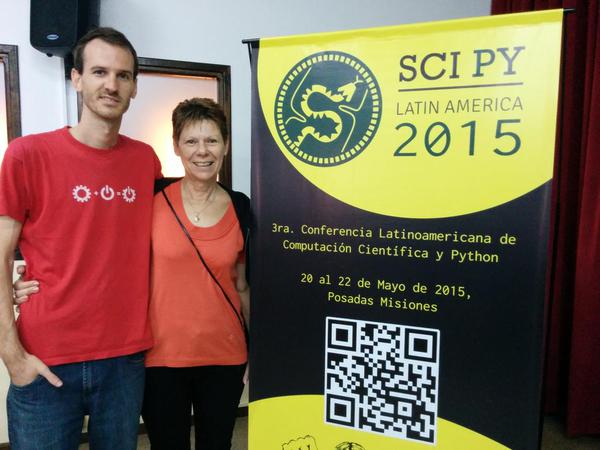 SCI PY
LATIN AMERICA
2015
3ra. Conferencia Latinoamericana de
Computación Científica y Python
20 al 22 de Mayo de 2015,
Posadas Misiones